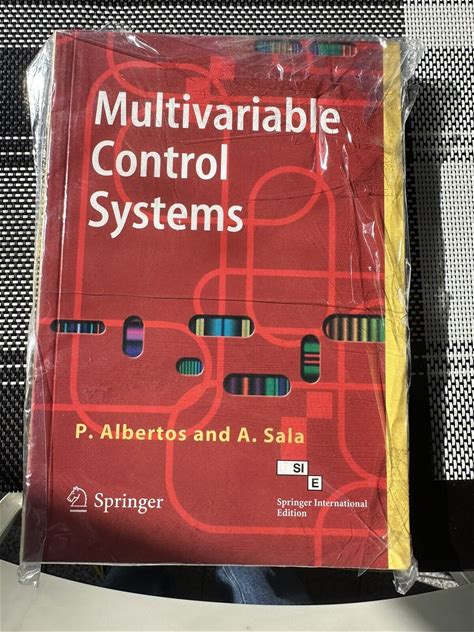 Multivariable
Control
Systems
P. Albertos and A. Sala
SI
E
Springer
Springer International
Edition